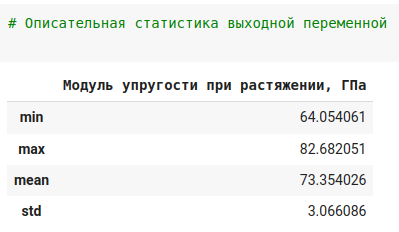 # Описательная статистика выходной переменной
Модуль упругости при растяжении, ГПа
min 64.054061
max 82.682051
mean 73.354026
std 3.066086